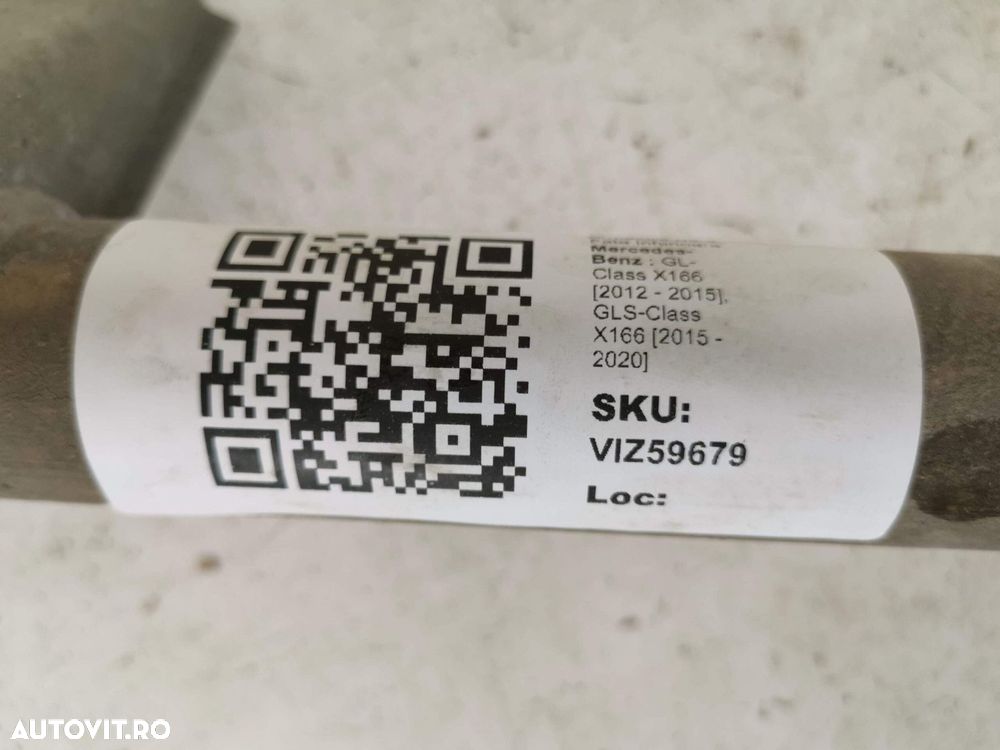 Mercedes-
Benz : GL-
Class X166
[2012 - 2015],
GLS-Class
X166 [2015 -
2020]
SKU:
VIZ59679
Loc:
AUTOVIT.RO